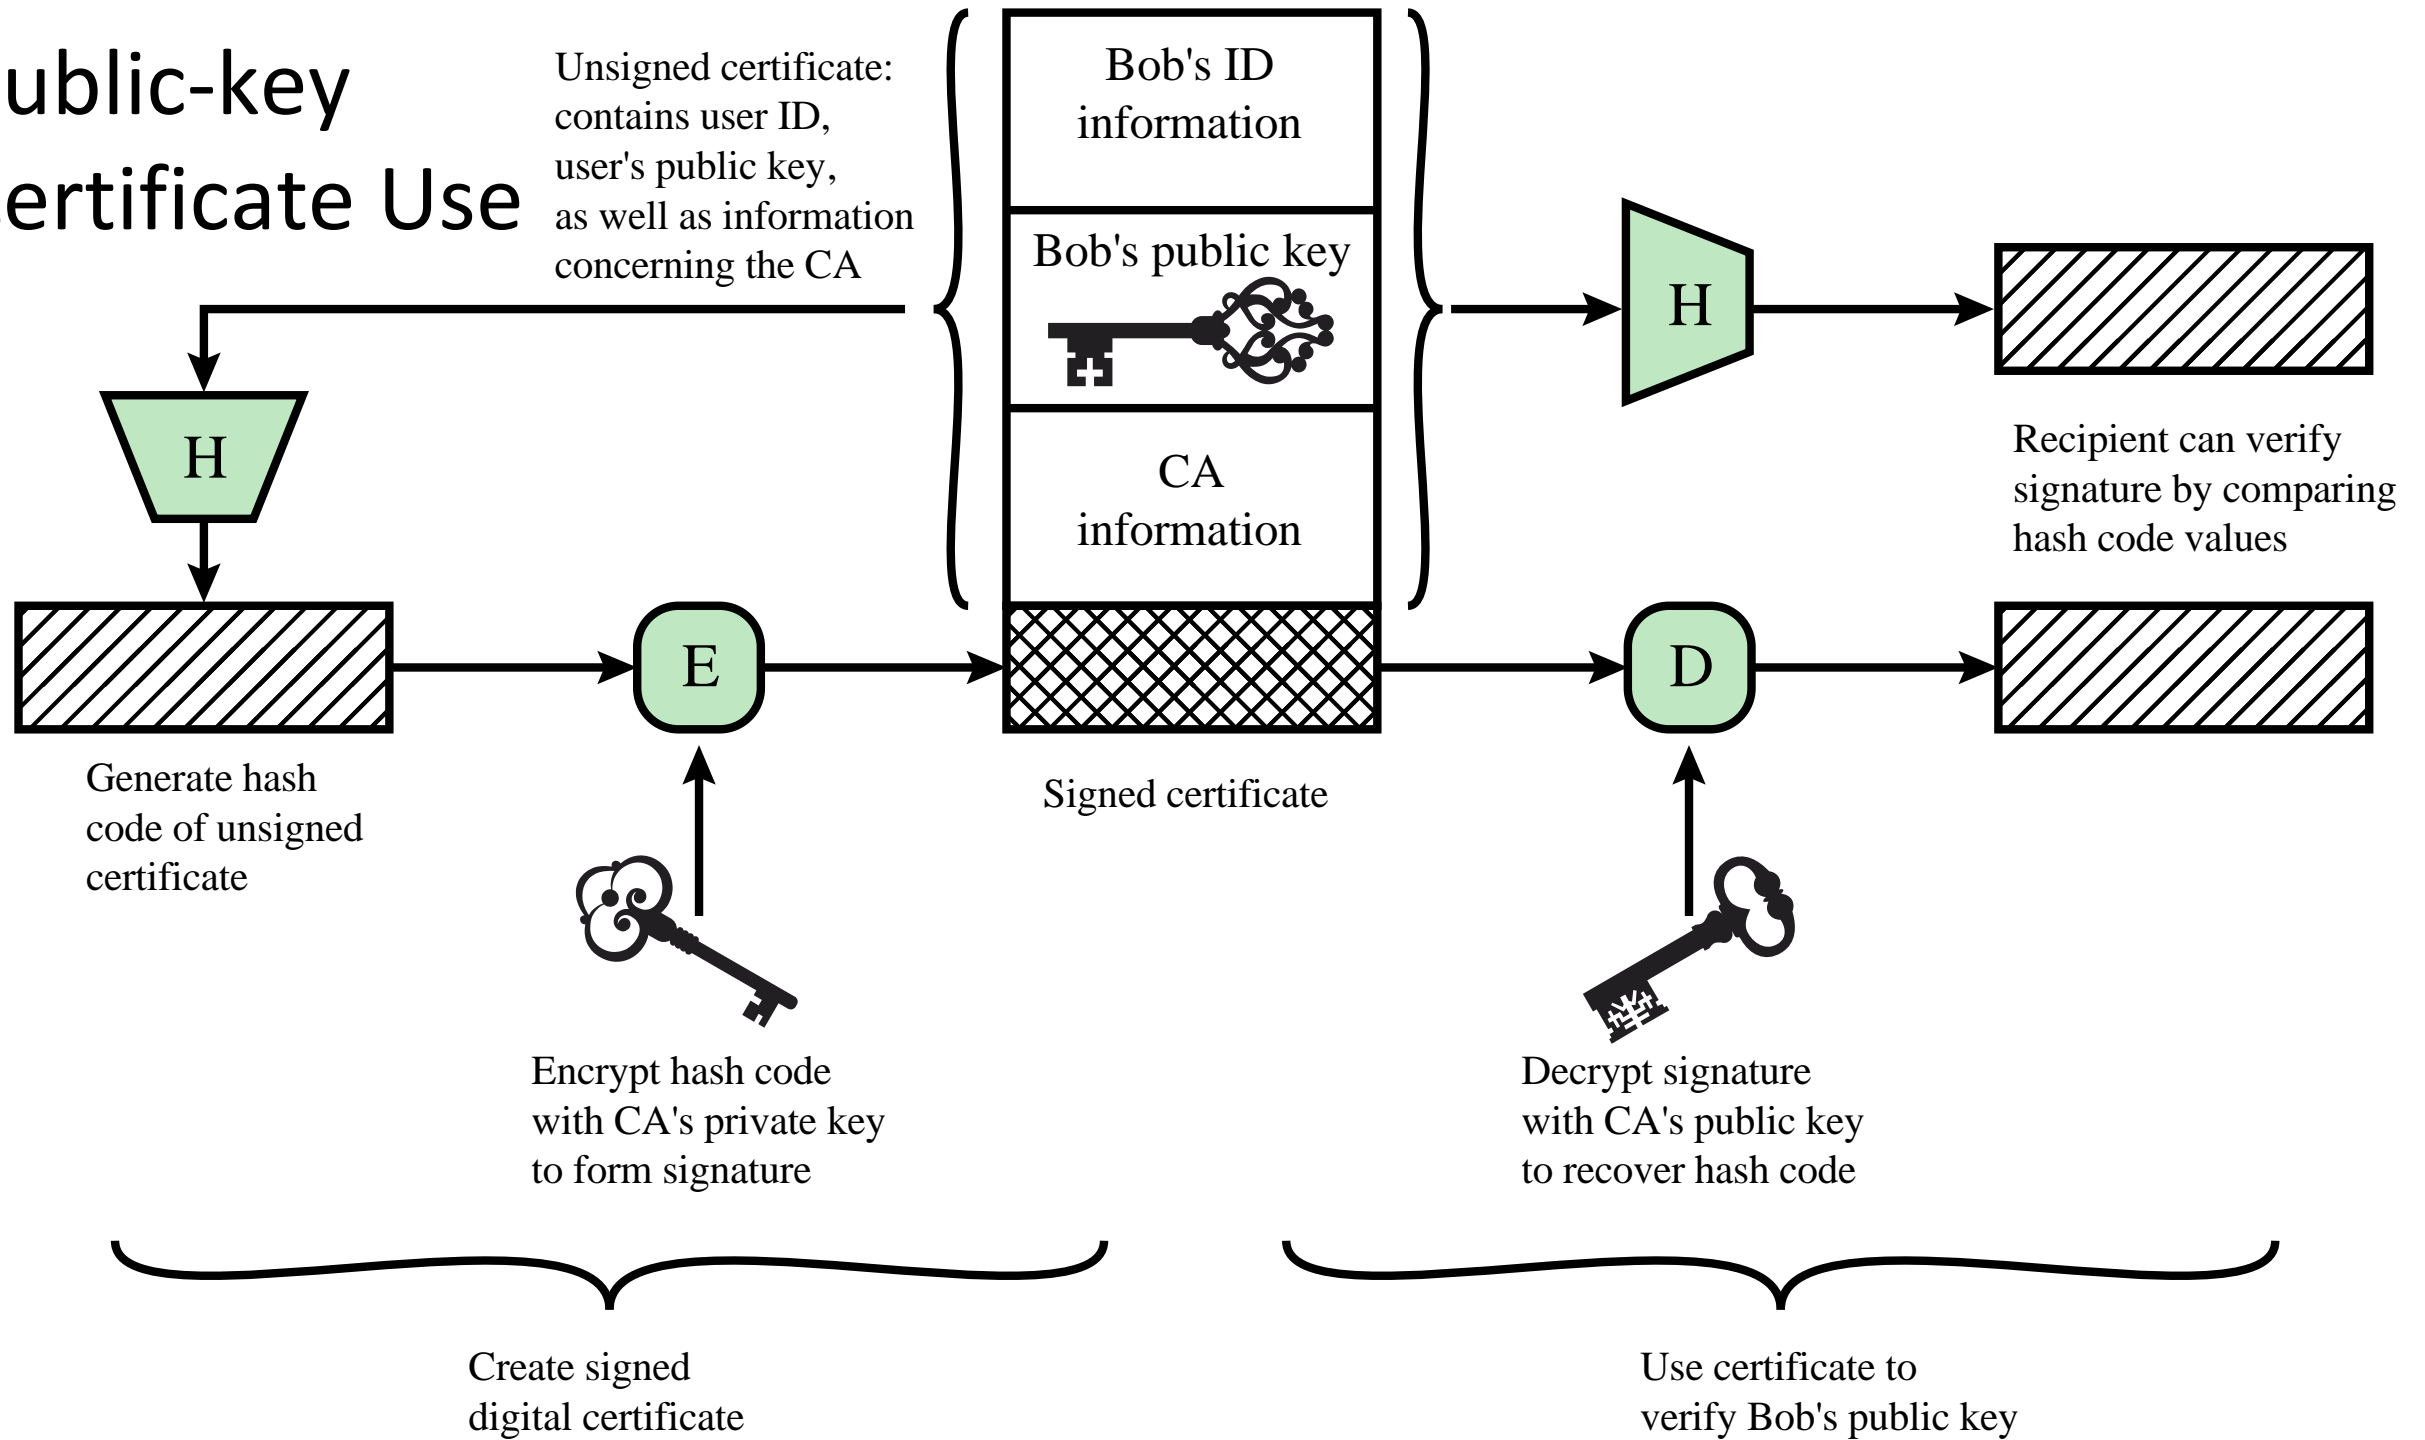 ublic-key
ertificate Use
Unsigned certificate:
contains user ID,
user's public key,
as well as information
concerning the CA
Bob's ID
information
Bob's public key
CA
information
H
H
Recipient can verify
signature by comparing
hash code values
E
D
Generate hash
code of unsigned
certificate
Signed certificate
Encrypt hash code
with CA's private key
to form signature
Decrypt signature
with CA's public key
to recover hash code
Create signed
digital certificate
Use certificate to
verify Bob's public key